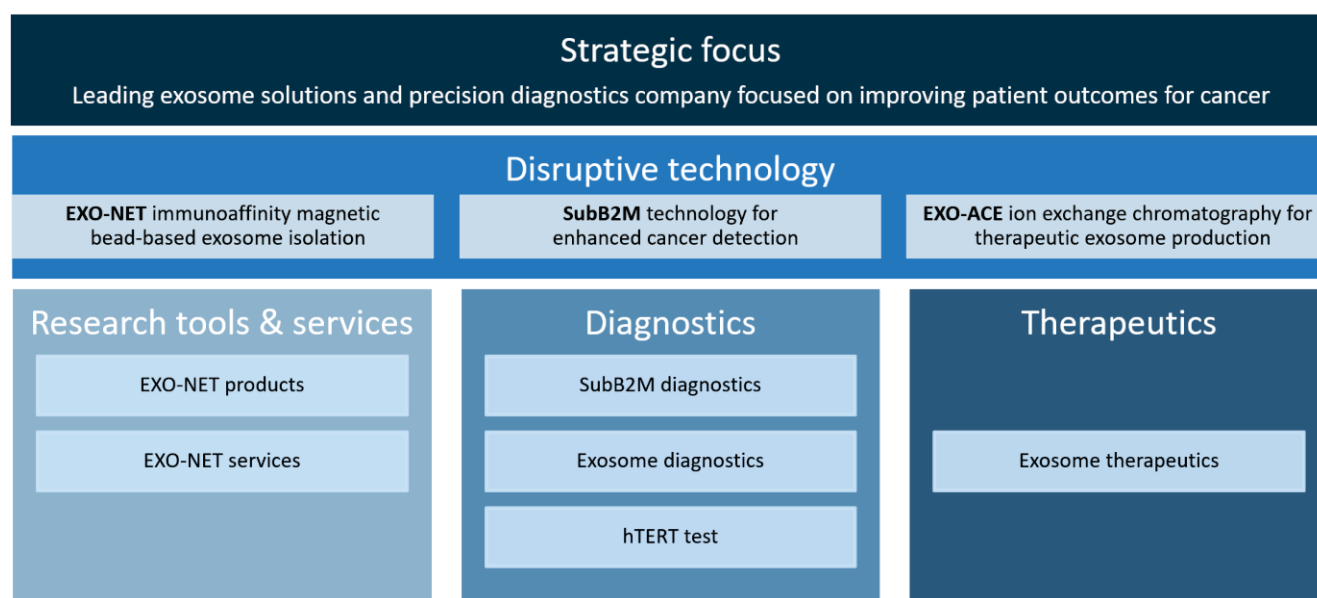 Strategic focus
Leading exosome solutions and precision diagnostics company focused on improving patient outcomes for cancer
Disruptive technology
EXO-NET immunoaffinity magnetic
bead-based exosome isolation
SubB2M technology for
enhanced cancer detection
EXO-ACE ion exchange chromatography for
therapeutic exosome production
Research tools & services
EXO-NET products
EXO-NET services
Diagnostics
SubB2M diagnostics
Exosome diagnostics
hTERT test
Therapeutics
Exosome therapeutics